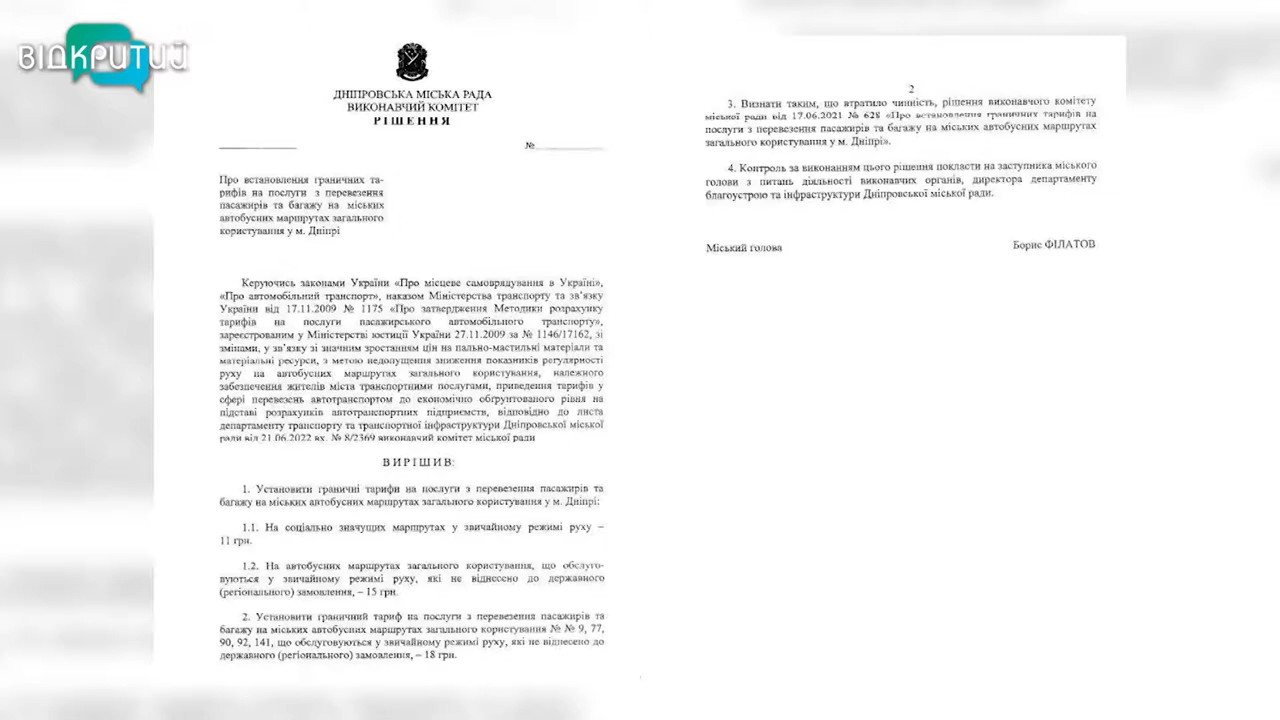 ВІДКРИТИЙ
ДНІПРОВСЬКА МІСЬКА РАДА
ВИКОНАВЧИЙ КОМІТЕТ
РІШЕННЯ
№
Про встановлення граничних та-
рифів на послуги з перевезення
пасажирів та багажу на міських
автобусних маршрутах загального
користування у м. Дніпрі
Керуючись законами України «Про місцеве самоврядування в Україні»,
«Про автомобільний транспорт», наказом Міністерства транспорту та зв’язку
України від 17.11.2009 № 1175 «Про затвердження Методики розрахунку
тарифів на послуги пасажирського автомобільного транспорту»,
зареєстрованим у Міністерстві юстиції України 27.11.2009 за № 1146/17162, зі
змінами, у зв’язку зі значним зростанням цін на пально-мастильні матеріали та
матеріальні ресурси, з метою недопущення зниження показників регулярності
руху на автобусних маршрутах загального користування, належного
забезпечення жителів міста транспортними послугами, приведення тарифів у
сфері перевезень автотранспортом до економічно обґрунтованого рівня на
підставі розрахунків автотранспортних підприємств, відповідно до листа
департаменту транспорту та транспортної інфраструктури Дніпровської міської
ради від 21.06.2022 вх. № 8/2369 виконавчий комітет міської ради
ВИРІШИВ:
1. Установити граничні тарифи на послуги з перевезення пасажирів та
багажу на міських автобусних маршрутах загального користування у м. Дніпрі:
1.1. На соціально значущих маршрутах у звичайному режимі руху –
11 грн.
1.2. На автобусних маршрутах загального користування, що обслуго-
вуються у звичайному режимі руху, які не віднесено до державного
(регіонального) замовлення, – 15 грн.
2. Установити граничний тариф на послуги з перевезення пасажирів та
багажу на міських автобусних маршрутах загального користування № № 9, 77,
90, 92, 141, що обслуговуються у звичайному режимі руху, які не віднесено до
державного (регіонального) замовлення, – 18 грн.
2
3. Визнати таким, що втратило чинність, рішення виконавчого комітету
міської ради від 17.06.2021 № 628 «Про встановлення граничних тарифів на
послуги з перевезення пасажирів та багажу на міських автобусних маршрутах
загального користування у м. Дніпрі».
4. Контроль за виконанням цього рішення покласти на заступника міського
голови з питань діяльності виконавчих органів, директора департаменту
благоустрою та інфраструктури Дніпровської міської ради.
Міський голова
Борис ФІЛАТОВ